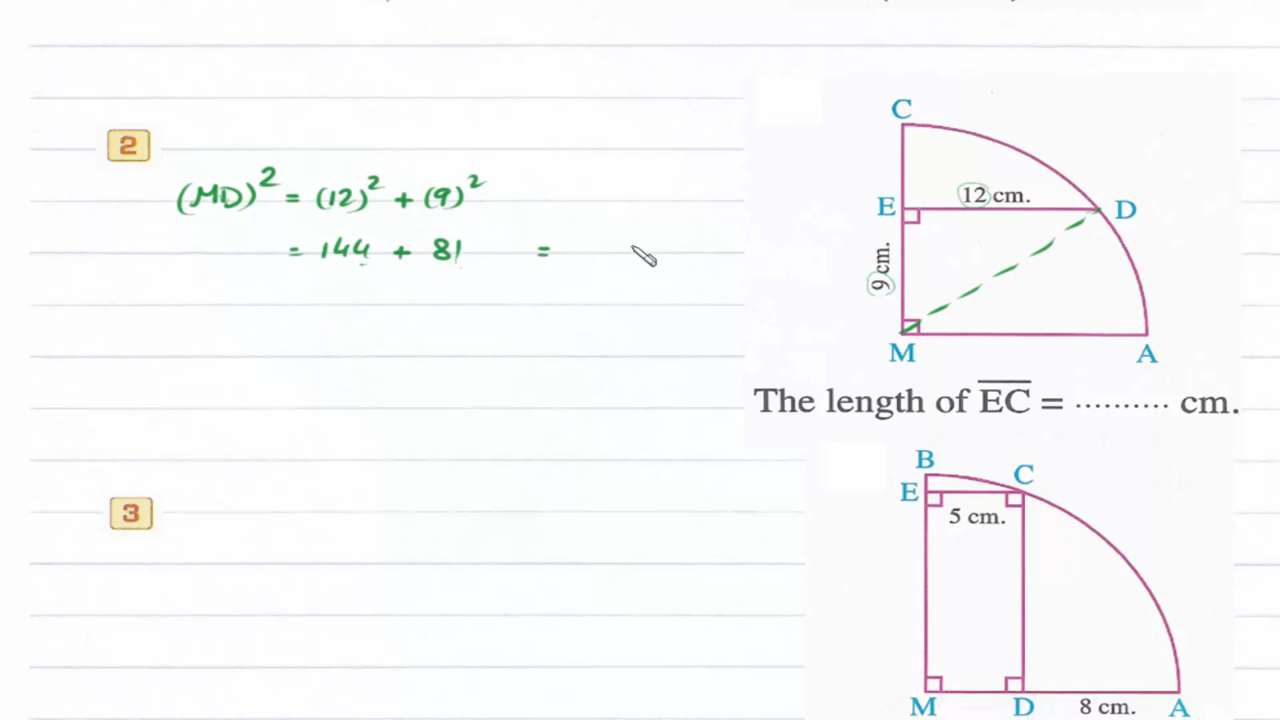 2
(MD)² = (12)² + (9)²
= 144 + 81 =
C
12 cm.
E
D
9 cm.
M
A
The length of EC = .......... cm.
B
C
E
5 cm.
3
M
D
8 cm.
A